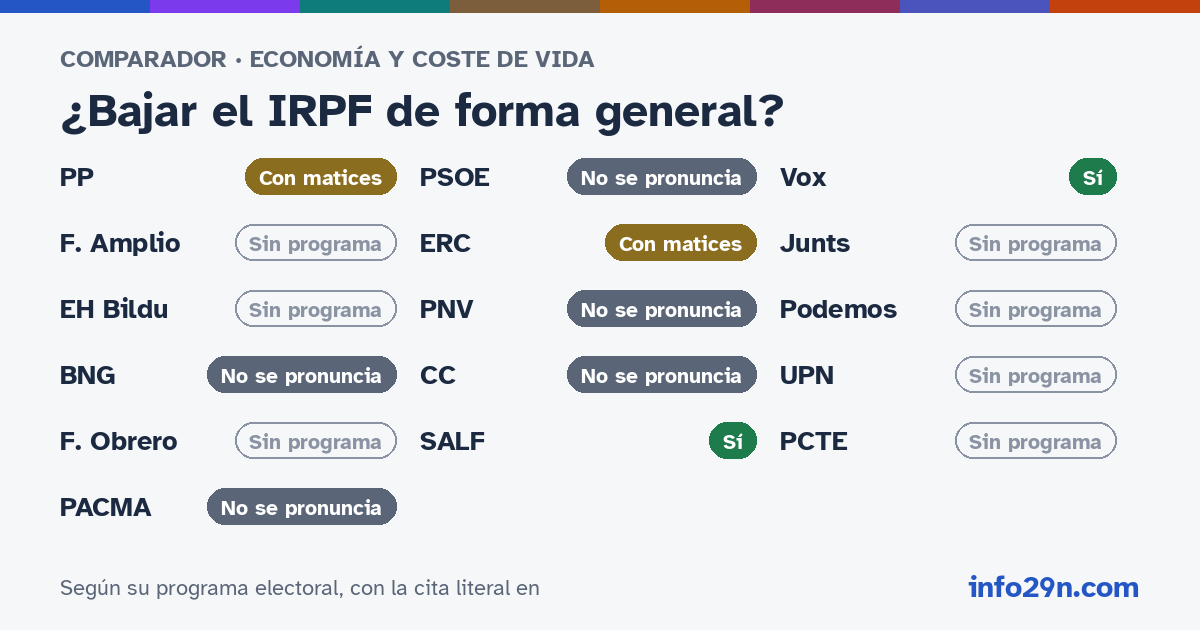 COMPARADOR · ECONOMÍA Y COSTE DE VIDA
¿Bajar el IRPF de forma general?
PP Con matices PSOE No se pronuncia Vox Sí
F. Amplio Sin programa ERC Con matices Junts Sin programa
EH Bildu Sin programa PNV No se pronuncia Podemos Sin programa
BNG No se pronuncia CC No se pronuncia UPN Sin programa
F. Obrero Sin programa SALF Sí PCTE Sin programa
PACMA No se pronuncia
Según su programa electoral, con la cita literal en info29n.com